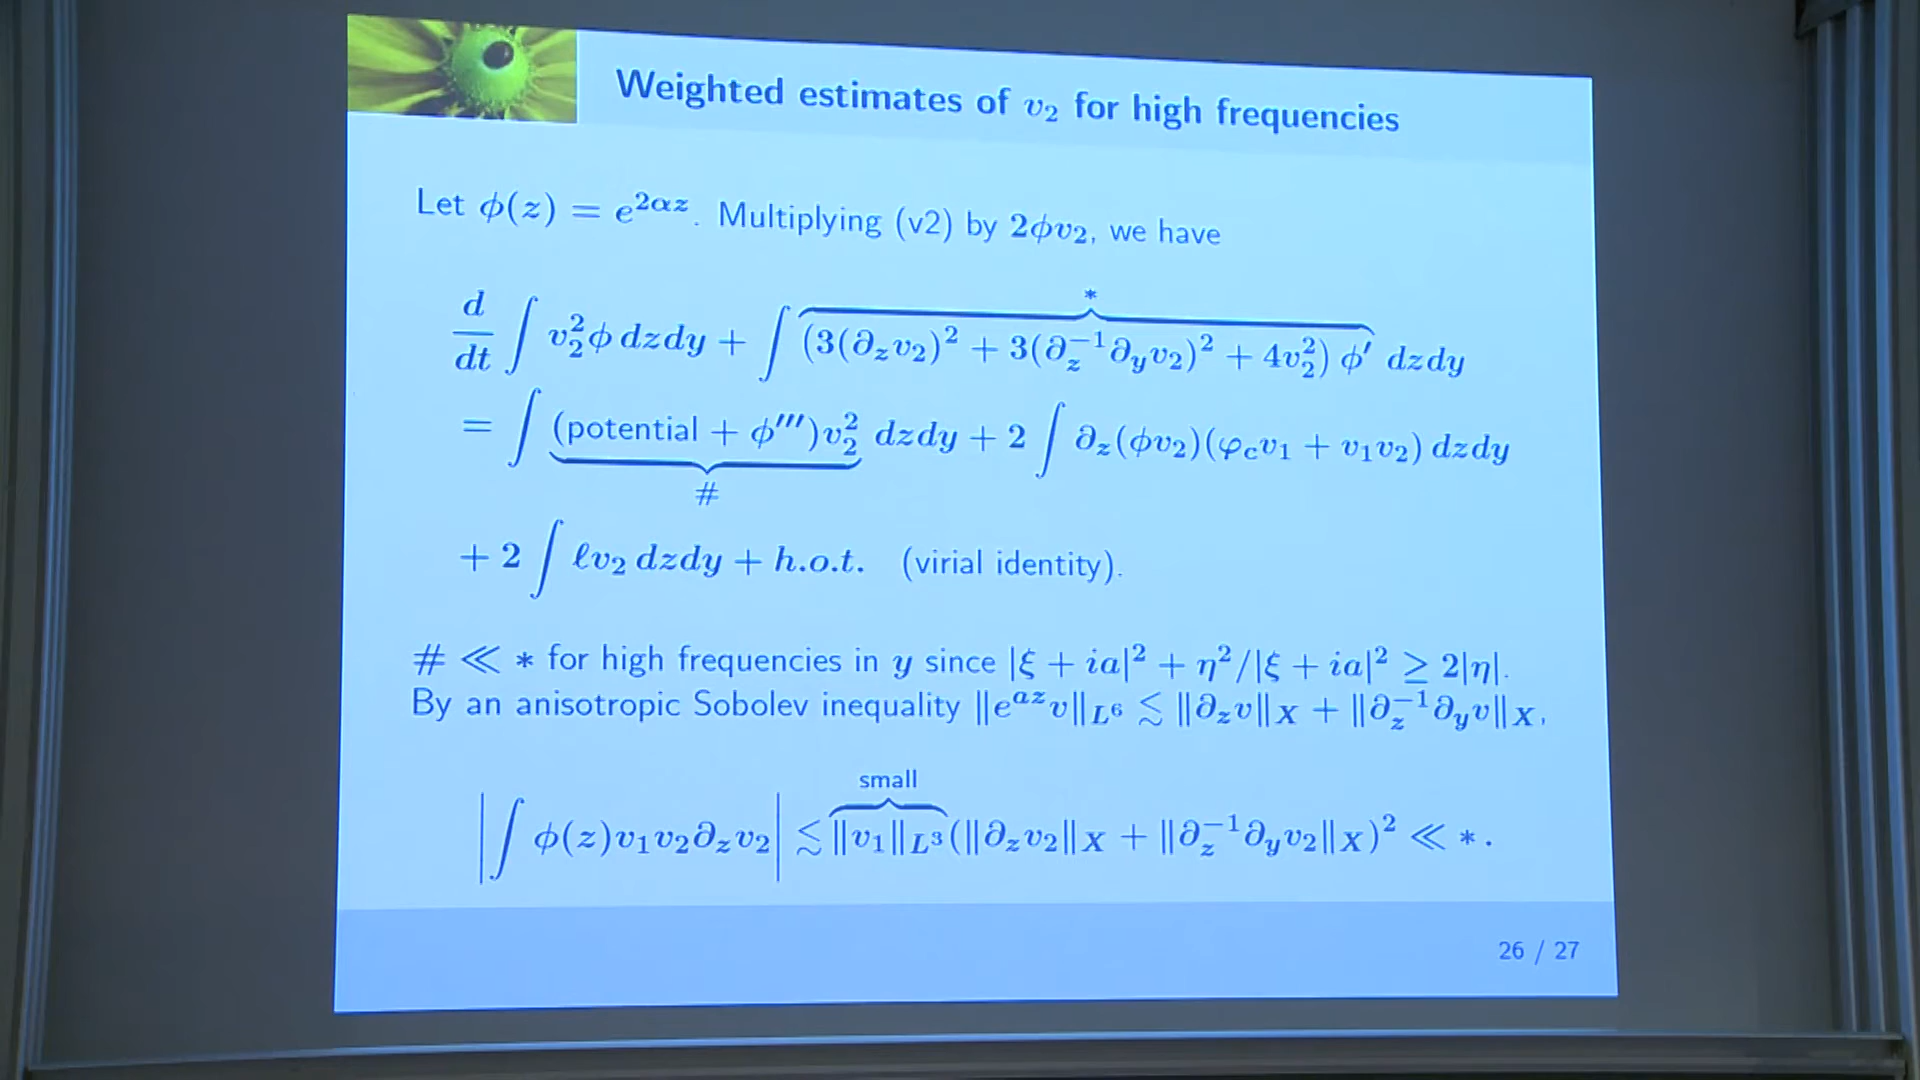 Weighted estimates of v₂ for high frequencies
Let ϕ(z) = e^{2αz}. Multiplying (v2) by 2ϕv₂, we have
*
d/dt ∫ v₂²ϕ dzdy + ∫ (3(∂_z v₂)² + 3(∂_z^{-1}∂_y v₂)² + 4v₂²) ϕ′ dzdy
= ∫ (potential + ϕ‴)v₂² dzdy + 2 ∫ ∂_z(ϕv₂)(φ_c v₁ + v₁v₂) dzdy
#
+ 2 ∫ ℓv₂ dzdy + h.o.t. (virial identity).
# ≪ * for high frequencies in y since |ξ + ia|² + η²/|ξ + ia|² ≥ 2|η|.
By an anisotropic Sobolev inequality ‖e^{az}v‖_{L⁶} ≲ ‖∂_z v‖_X + ‖∂_z^{-1}∂_y v‖_X,
small
|∫ ϕ(z)v₁v₂∂_z v₂| ≲ ‖v₁‖_{L³}(‖∂_z v₂‖_X + ‖∂_z^{-1}∂_y v₂‖_X)² ≪ *.
26 / 27